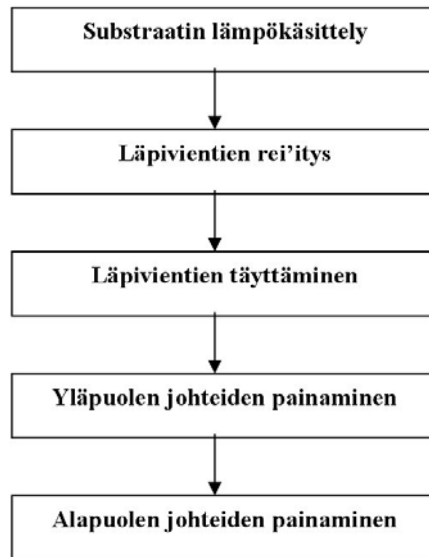 Substraatin lämpökäsittely
Läpivientien rei’itys
Läpivientien täyttäminen
Yläpuolen johteiden painaminen
Alapuolen johteiden painaminen